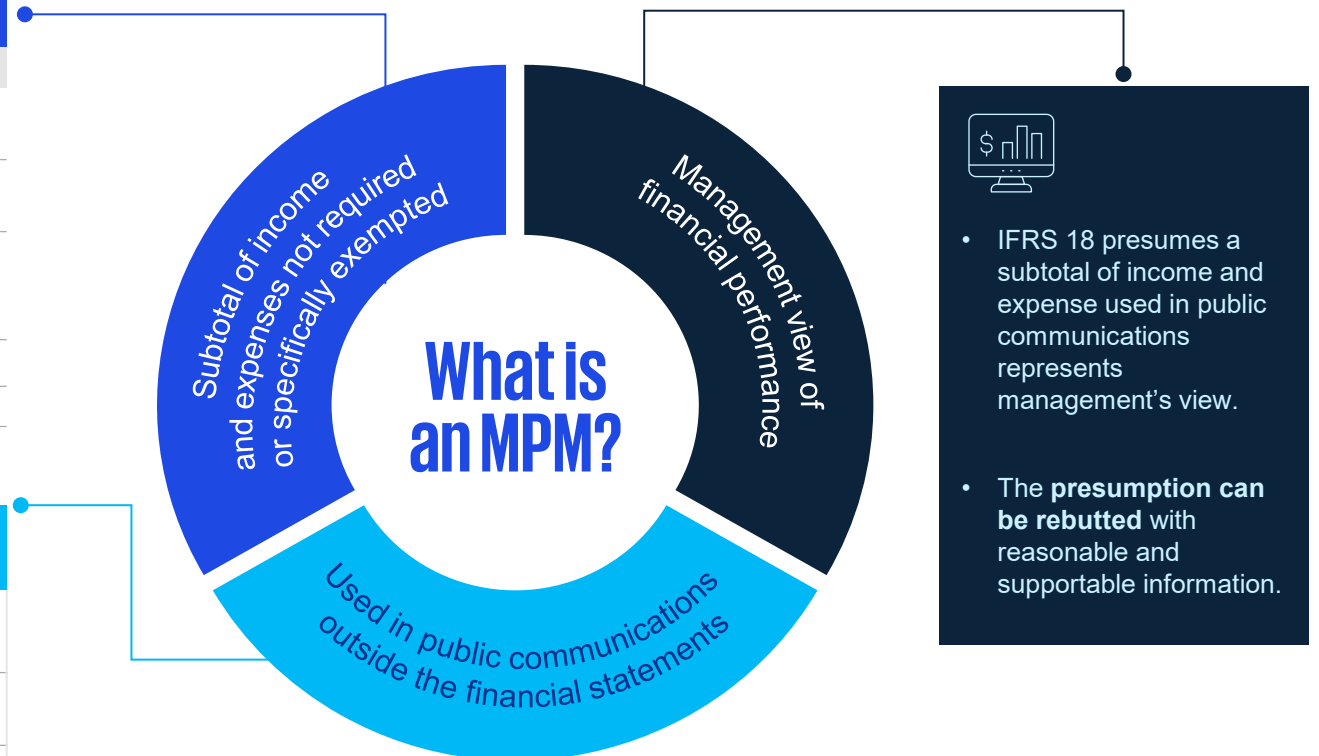 Subtotal of income
and expenses not required
or specifically exempted
Management view of
financial performance
What is
an MPM?
Used in public communications
outside the financial statements
$
• IFRS 18 presumes a
subtotal of income and
expense used in public
communications
represents
management’s view.
• The presumption can
be rebutted with
reasonable and
supportable information.